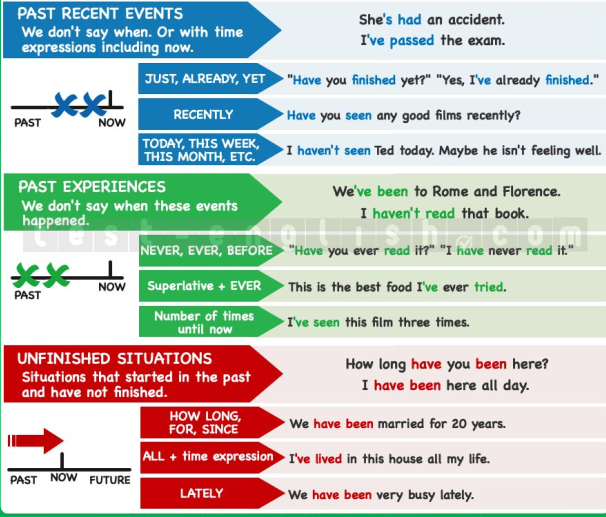 PAST RECENT EVENTS
We don't say when. Or with time
expressions including now.
She's had an accident.
I've passed the exam.
PAST
NOW
JUST, ALREADY, YET
"Have you finished yet?" "Yes, I've already finished."
RECENTLY
Have you seen any good films recently?
TODAY, THIS WEEK,
THIS MONTH, ETC.
I haven't seen Ted today. Maybe he isn't feeling well.
PAST EXPERIENCES
We don't say when these events
happened.
We've been to Rome and Florence.
I haven't read that book.
test-english.com
PAST
NOW
NEVER, EVER, BEFORE
"Have you ever read it?" "I have never read it."
Superlative + EVER
This is the best food I've ever tried.
Number of times
until now
I've seen this film three times.
UNFINISHED SITUATIONS
Situations that started in the past
and have not finished.
How long have you been here?
I have been here all day.
PAST
NOW
FUTURE
HOW LONG,
FOR, SINCE
We have been married for 20 years.
ALL + time expression
I've lived in this house all my life.
LATELY
We have been very busy lately.